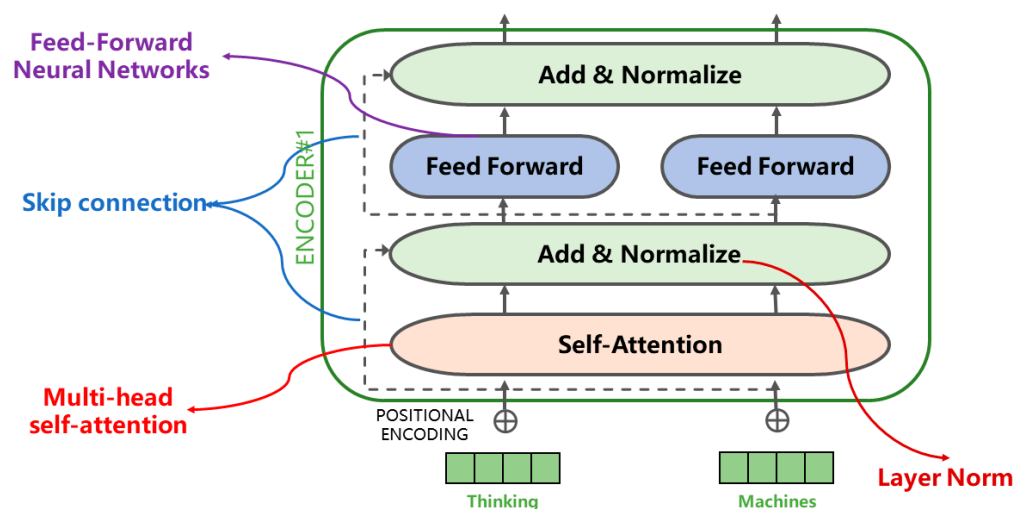 Feed-Forward
Neural Networks
Add & Normalize
ENCODER#1
Feed Forward
Feed Forward
Skip connection
Add & Normalize
Self-Attention
Multi-head
self-attention
POSITIONAL
ENCODING
Layer Norm
Thinking
Machines